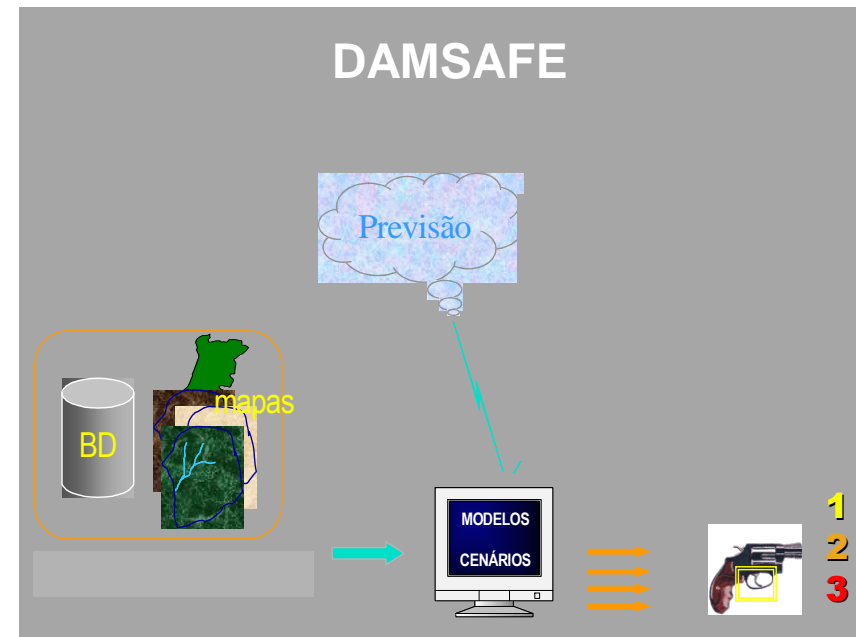 DAMSAFE
Previsão
mapas
BD
MODELOS
CENÁRIOS
1
2
3